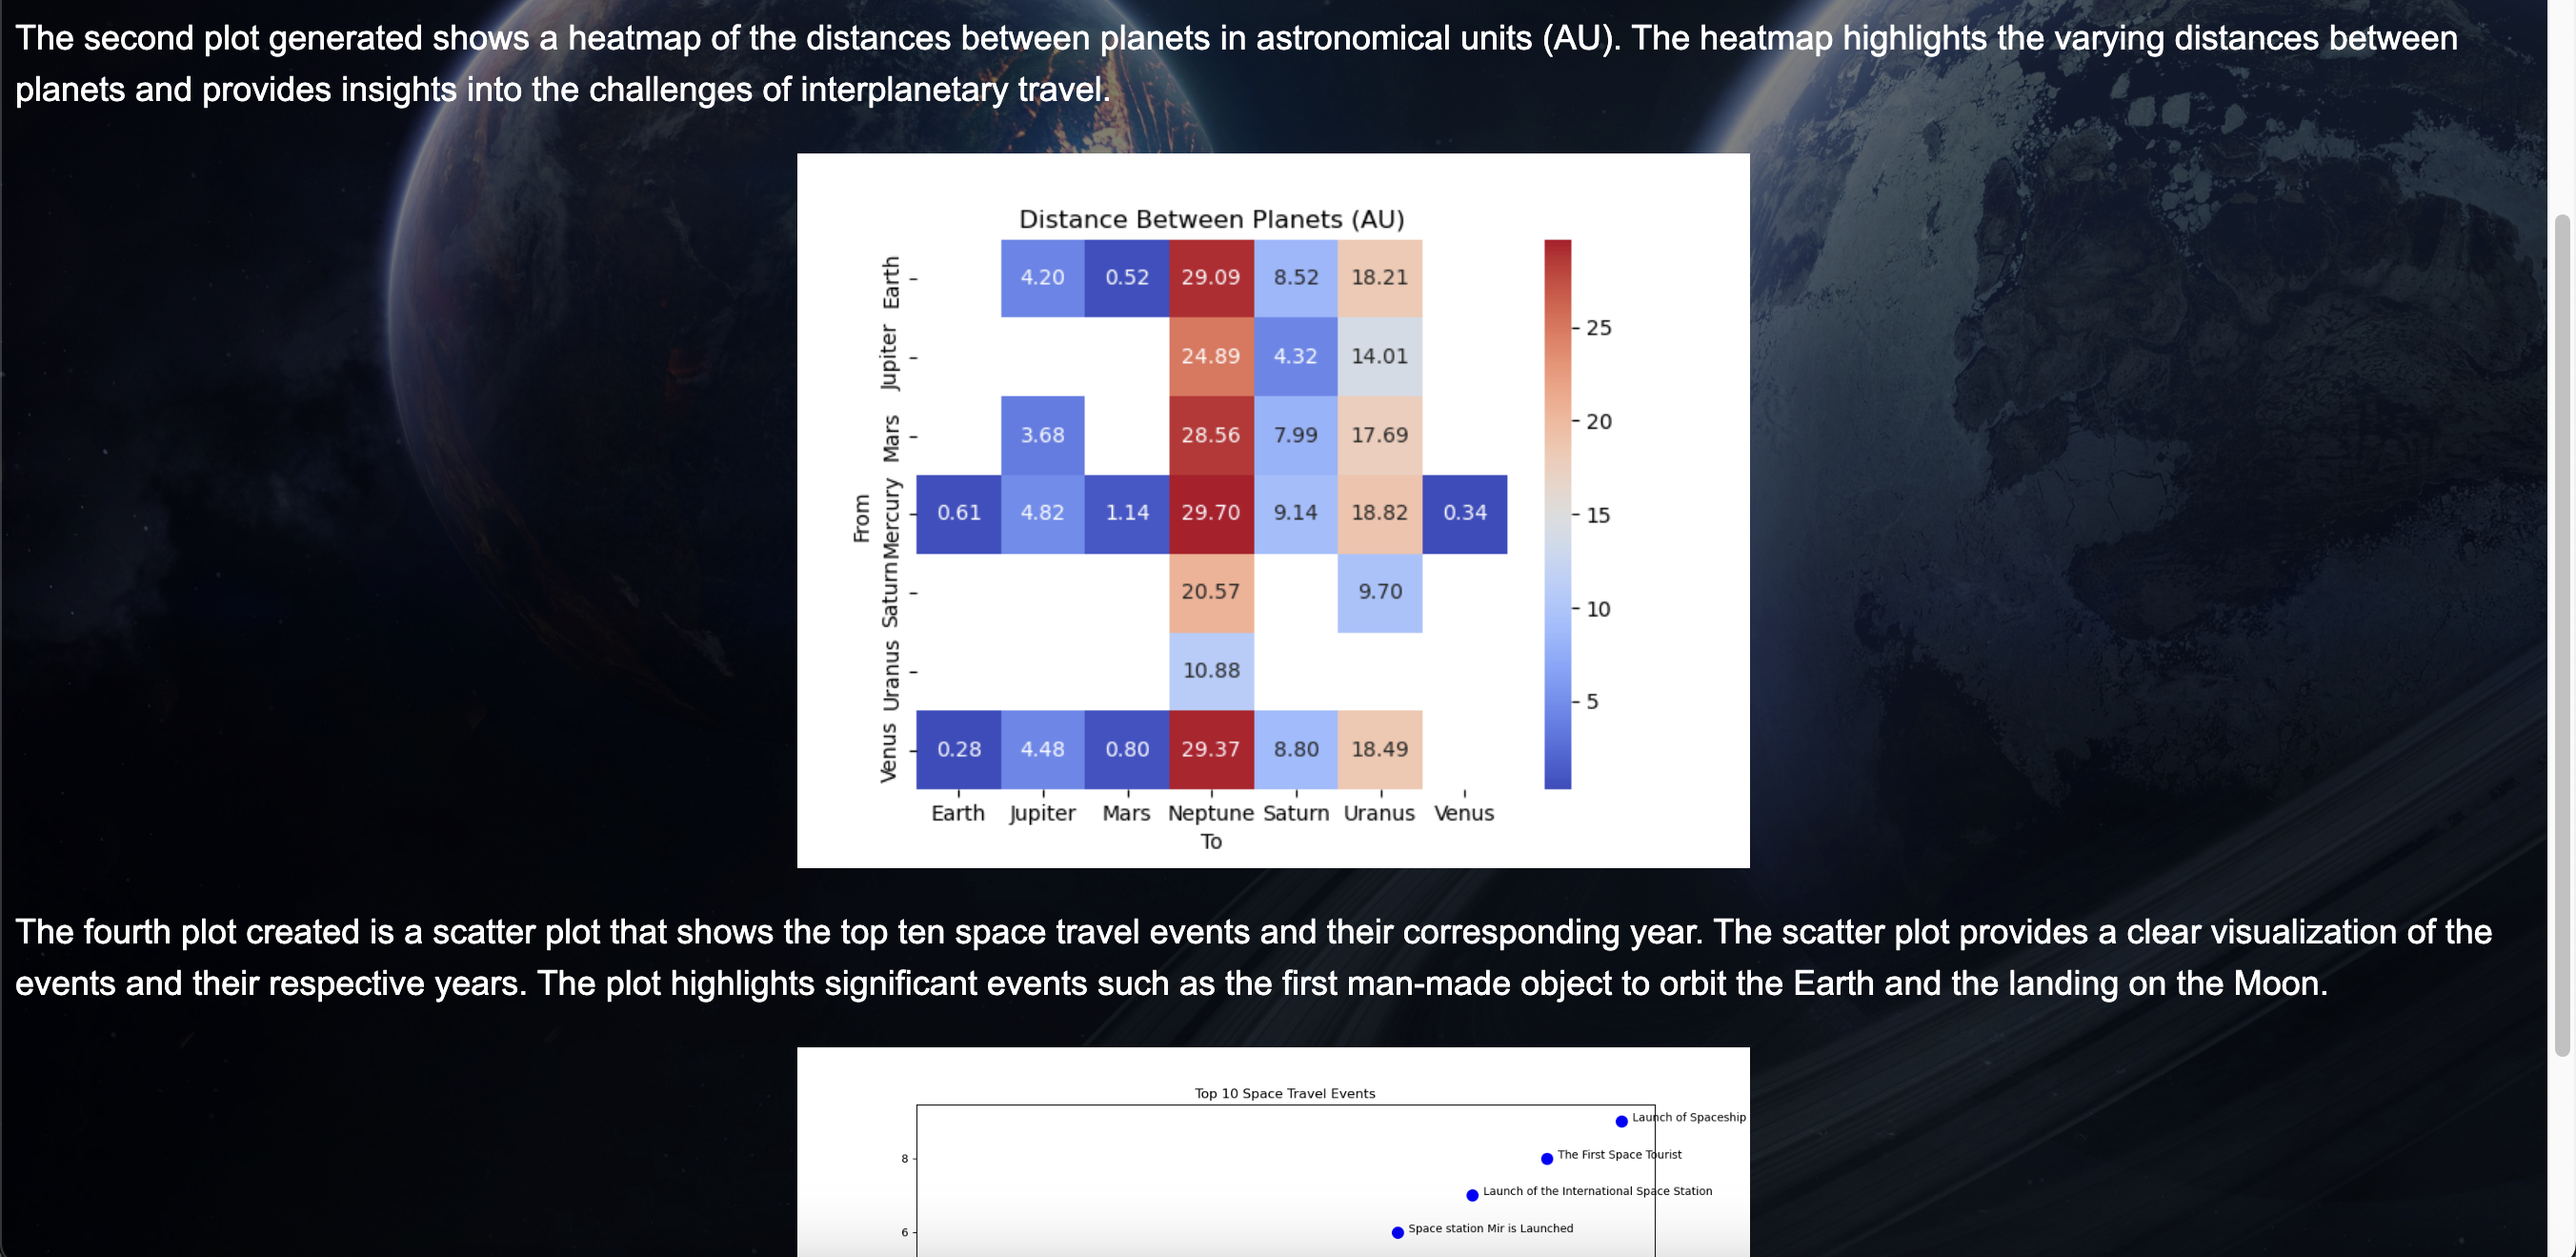 The second plot generated shows a heatmap of the distances between planets in astronomical units (AU). The heatmap highlights the varying distances between
planets and provides insights into the challenges of interplanetary travel.
Distance Between Planets (AU)
Earth 4.20 0.52 29.09 8.52 18.21
Jupiter 24.89 4.32 14.01
Mars 3.68 28.56 7.99 17.69
From
Mercury 0.61 4.82 1.14 29.70 9.14 18.82 0.34
Saturn 20.57 9.70
Uranus 10.88
Venus 0.28 4.48 0.80 29.37 8.80 18.49
Earth Jupiter Mars Neptune Saturn Uranus Venus
To
25
20
15
10
5
The fourth plot created is a scatter plot that shows the top ten space travel events and their corresponding year. The scatter plot provides a clear visualization of the
events and their respective years. The plot highlights significant events such as the first man-made object to orbit the Earth and the landing on the Moon.
Top 10 Space Travel Events
Launch of Spaceship
8 The First Space Tourist
Launch of the International Space Station
6 Space station Mir is Launched